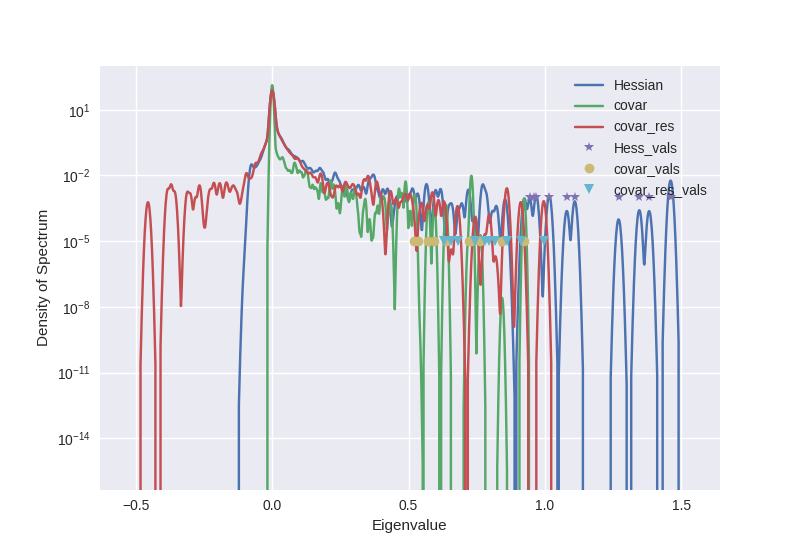 Hessian
covar
covar_res
Hess_vals
covar_vals
covar_res_vals
10^1
10^−2
10^−5
10^−8
10^−11
10^−14
Density of Spectrum
−0.5 0.0 0.5 1.0 1.5
Eigenvalue